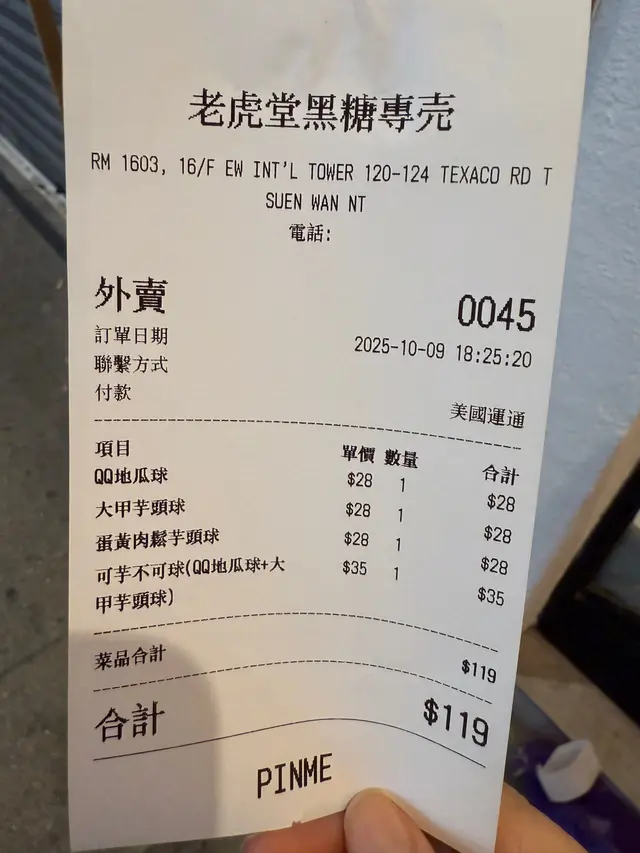 老虎堂黑糖專売
RM 1603, 16/F EW INT'L TOWER 120-124 TEXACO RD T
SUEN WAN NT
電話:
外賣 0045
訂單日期 2025-10-09 18:25:20
聯繫方式
付款 美國運通
項目 單價 數量 合計
QQ地瓜球 $28 1 $28
大甲芋頭球 $28 1 $28
蛋黃肉鬆芋頭球 $28 1 $28
可芋不可球(QQ地瓜球+大 $35 1 $35
甲芋頭球)
菜品合計 $119
合計 $119
PINME